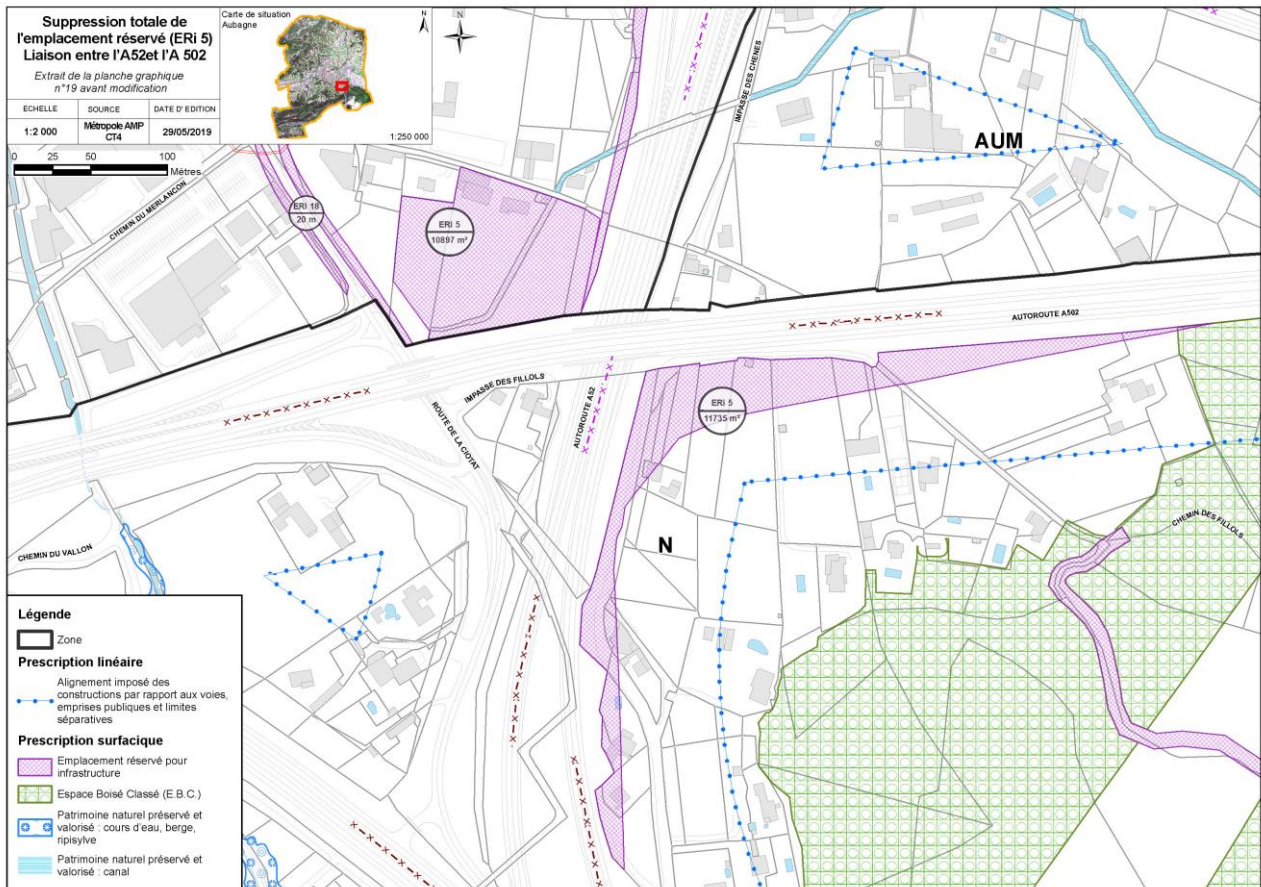 Suppression totale de
l'emplacement réservé (ERi 5)
Liaison entre l'A52et l'A 502
Extrait de la planche graphique
n°19 avant modification
ECHELLE SOURCE DATE D' EDITION
1:2 000 Métropole AMP CT4 29/05/2019
Carte de situation
Aubagne
N
1:250 000
N
0 25 50 100
Mètres
CHEMIN DU MERLANCON
ERi 18
20 m
ERi 5
10897 m²
IMPASSE DES CHENES
AUM
AUTOROUTE A502
IMPASSE DES FILLOLS
ROUTE DE LA CIOTAT
AUTOROUTE A52
ERi 5
11735 m²
N
CHEMIN DES FILLOLS
CHEMIN DU VALLON
Légende
Zone
Prescription linéaire
Alignement imposé des
constructions par rapport aux voies,
emprises publiques et limites
séparatives
Prescription surfacique
Emplacement réservé pour
infrastructure
Espace Boisé Classé (E.B.C.)
Patrimoine naturel préservé et
valorisé : cours d'eau, berge,
ripisylve
Patrimoine naturel préservé et
valorisé : canal